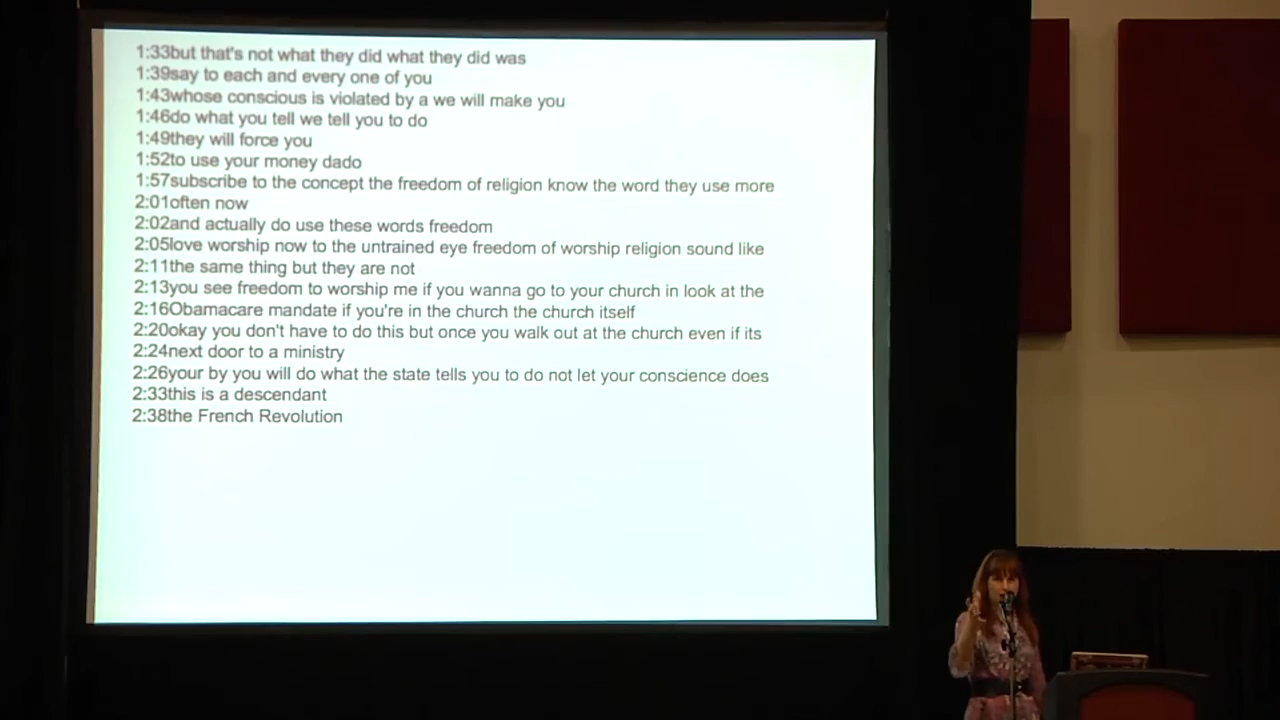 1:33but that's not what they did what they did was
1:39say to each and every one of you
1:43whose conscious is violated by a we will make you
1:46do what you tell we tell you to do
1:49they will force you
1:52to use your money dado
1:57subscribe to the concept the freedom of religion know the word they use more
2:01often now
2:02and actually do use these words freedom
2:05love worship now to the untrained eye freedom of worship religion sound like
2:11the same thing but they are not
2:13you see freedom to worship me if you wanna go to your church in look at the
2:16Obamacare mandate if you're in the church the church itself
2:20okay you don't have to do this but once you walk out at the church even if its
2:24next door to a ministry
2:26your by you will do what the state tells you to do not let your conscience does
2:33this is a descendant
2:38the French Revolution